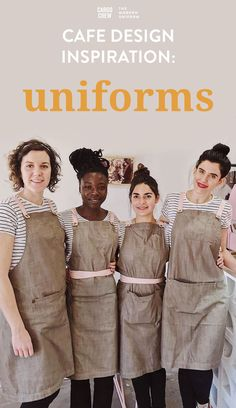 CARGO THE
CREW MODERN
UNIFORM
CAFE DESIGN
INSPIRATION:
uniforms